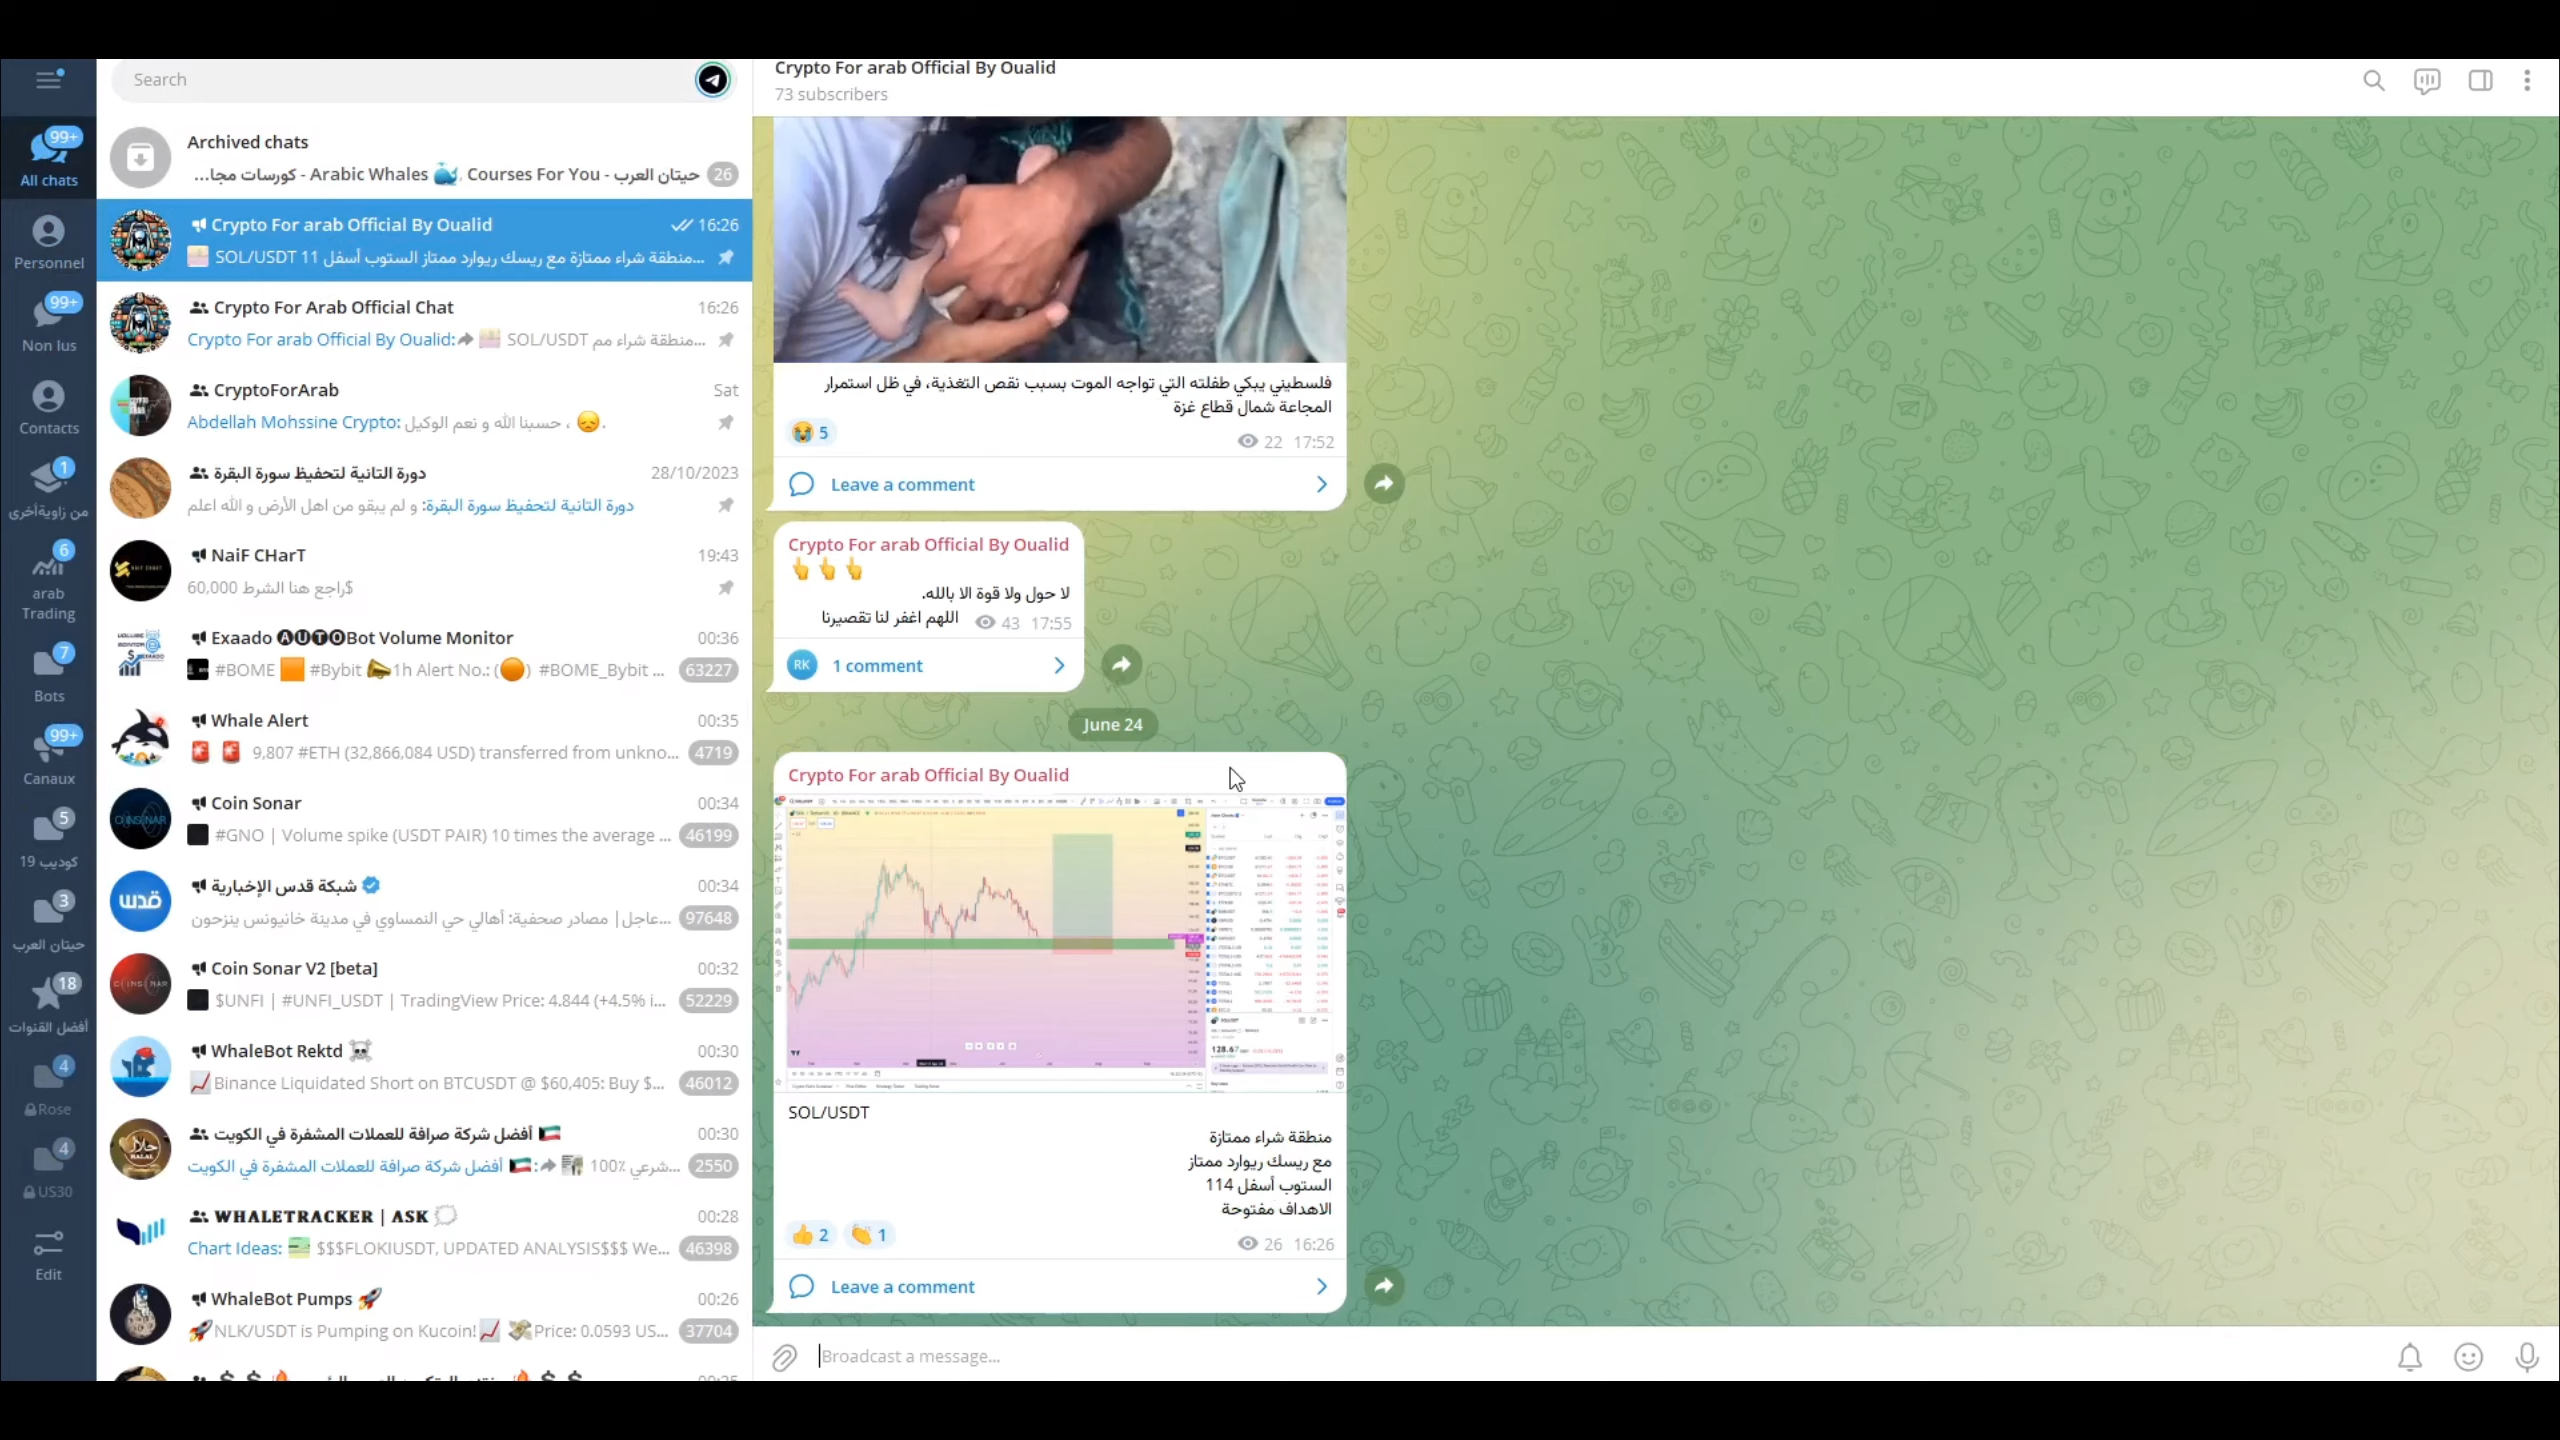 Search
All chats
99+
Personnel
99+
Non lus
Contacts
1
من زاوية أخرى
6
arab
Trading
7
Bots
99+
Canaux
5
كوديب 19
3
حيتان العرب
18
أفضل القنوات
4
Rose
4
US30
Edit
Archived chats
حيتان العرب - Arabic Whales 🐳, Courses For You - كورسات مجا...
26
Crypto For arab Official By Oualid
16:26
SOL/USDT منطقة شراء ممتازة مع ريسك ريوارد ممتاز الستوب أسفل 11...
Crypto For Arab Official Chat
16:26
Crypto For arab Official By Oualid: SOL/USDT منطقة شراء مم...
CryptoForArab
Sat
Abdellah Mohssine Crypto: حسبنا الله و نعم الوكيل ، 😞.
دورة التانية لتحفيظ سورة البقرة
28/10/2023
دورة التانية لتحفيظ سورة البقرة: و لم يبقو من اهل الأرض و الله اعلم
NaiF CHarT
19:43
راجع هنا الشرط 60,000$
Exaado 🅐🅤🅣🅞Bot Volume Monitor
00:36
#BOME 🟧 #Bybit 📣1h Alert No.: (🟠) #BOME_Bybit ...
63227
Whale Alert
00:35
🚨 🚨 9,807 #ETH (32,866,084 USD) transferred from unkno...
4719
Coin Sonar
00:34
#GNO | Volume spike (USDT PAIR) 10 times the average ...
46199
شبكة قدس الإخبارية
00:34
عاجل| مصادر صحفية: أهالي حي النمساوي في مدينة خانيونس ينزحون...
97648
Coin Sonar V2 [beta]
00:32
$UNFI | #UNFI_USDT | TradingView Price: 4.844 (+4.5% i...
52229
WhaleBot Rektd ☠️
00:30
📈Binance Liquidated Short on BTCUSDT @ $60,405: Buy $...
46012
أفضل شركة صرافة للعملات المشفرة في الكويت 🇰🇼
00:30
أفضل شركة صرافة للعملات المشفرة في الكويت 🇰🇼: شرعي 100٪...
2550
𝐖𝐇𝐀𝐋𝐄𝐓𝐑𝐀𝐂𝐊𝐄𝐑 | 𝐀𝐒𝐊
00:28
Chart Ideas: $$$FLOKIUSDT, UPDATED ANALYSIS$$$ We...
46398
WhaleBot Pumps 🚀
00:26
🚀NLK/USDT is Pumping on Kucoin!📈 💸Price: 0.0593 US...
37704
Crypto For arab Official By Oualid
73 subscribers
فلسطيني يبكي طفلته التي تواجه الموت بسبب نقص التغذية، في ظل استمرار
المجاعة شمال قطاع غزة
😭 5
22 17:52
Leave a comment
Crypto For arab Official By Oualid
👆👆👆
لا حول ولا قوة الا بالله.
اللهم اغفر لنا تقصيرنا
43 17:55
RK
1 comment
June 24
Crypto For arab Official By Oualid
128.67
SOL/USDT
منطقة شراء ممتازة
مع ريسك ريوارد ممتاز
الستوب أسفل 114
الاهداف مفتوحة
👍 2 👏 1
26 16:26
Leave a comment
Broadcast a message...